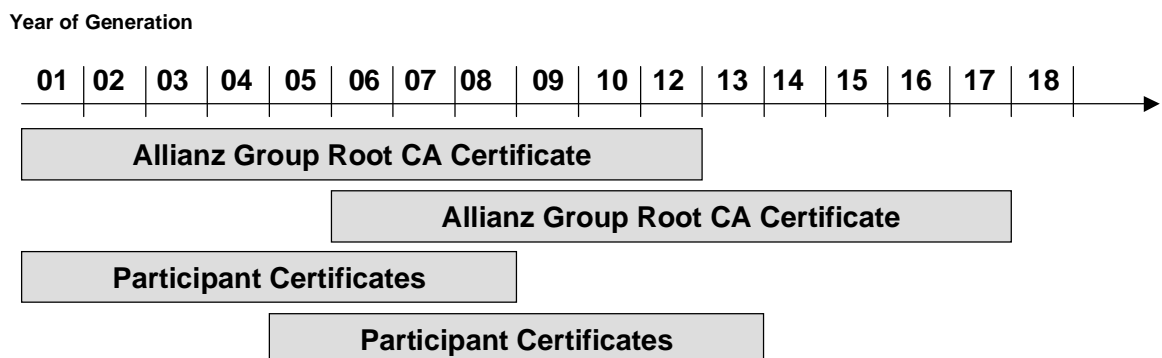 Year of Generation
01 02 03 04 05 06 07 08 09 10 12 13 14 15 16 17 18
Allianz Group Root CA Certificate
Allianz Group Root CA Certificate
Participant Certificates
Participant Certificates